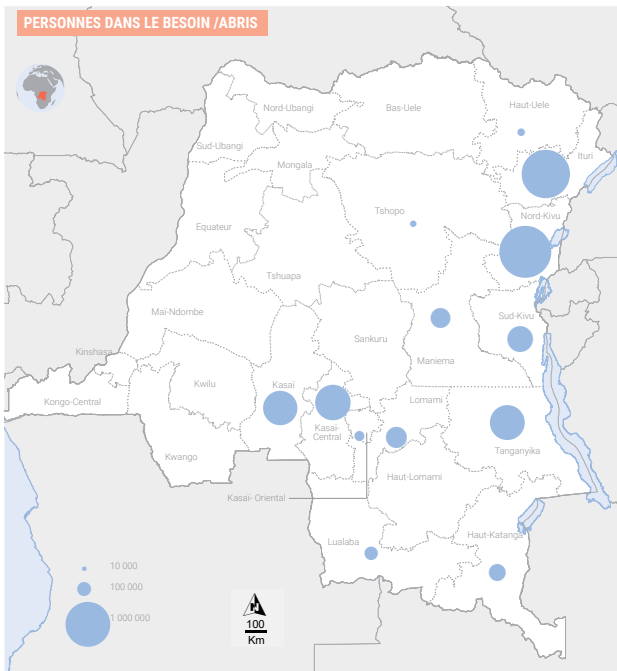 PERSONNES DANS LE BESOIN /ABRIS
Nord-Ubangi
Bas-Uele
Haut-Uele
Sud-Ubangi
Ituri
Mongala
Tshopo
Nord-Kivu
Equateur
Tshuapa
Mai-Ndombe
Sud-Kivu
Sankuru
Kinshasa
Maniema
Kwilu
Kasai
Lomami
Kongo-Central
Kasai-
Central
Tanganyika
Kwango
Haut-Lomami
Kasaï- Oriental
Lualaba
Haut-Katanga
10 000
100 000
1 000 000
N
100
Km